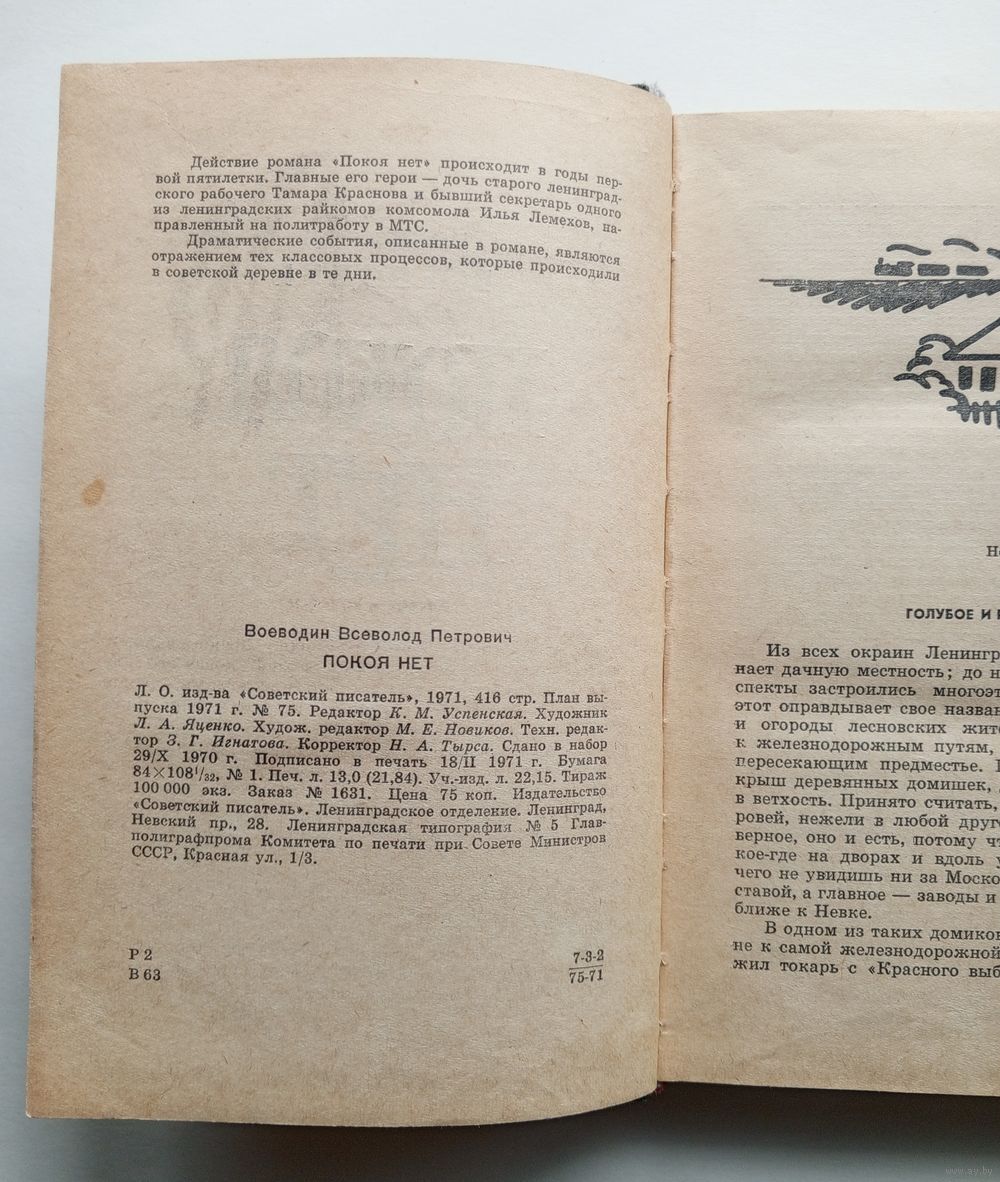 Действие романа «Покоя нет» происходит в годы пер-
вой пятилетки. Главные его герои — дочь старого ленинград-
ского рабочего Тамара Краснова и бывший секретарь одного
из ленинградских райкомов комсомола Илья Лемехов, на-
правленный на политработу в МТС.
Драматические события, описанные в романе, являются
отражением тех классовых процессов, которые происходили
в советской деревне в те дни.
Воеводин Всеволод Петрович
ПОКОЯ НЕТ
Л. О. изд-ва «Советский писатель», 1971, 416 стр. План вы-
пуска 1971 г. № 75. Редактор К. М. Успенская. Художник
Л. А. Яценко. Худож. редактор М. Е. Новиков. Техн. редак-
тор З. Г. Игнатова. Корректор Н. А. Тырса. Сдано в набор
29/X 1970 г. Подписано в печать 18/II 1971 г. Бумага
84×108¹/₃₂, № 1. Печ. л. 13,0 (21,84). Уч.-изд. л. 22,15. Тираж
100 000 экз. Заказ № 1631. Цена 75 коп. Издательство
«Советский писатель». Ленинградское отделение. Ленинград,
Невский пр., 28. Ленинградская типография № 5 Глав-
полиграфпрома Комитета по печати при Совете Министров
СССР, Красная ул., 1/3.
Р 2
В 63
7-3-2
75-71
ГОЛУБОЕ И
Из всех окраин Ленингр
нает дачную местность; до н
спекты застроились многоэт
этот оправдывает свое назван
и огороды лесновских жите
к железнодорожным путям,
пересекающим предместье.
крыш деревянных домишек,
в ветхость. Принято считать,
ровей, нежели в любой друго
верное, оно и есть, потому чт
кое-где на дворах и вдоль у
чего не увидишь ни за Моско
ставой, а главное — заводы и
ближе к Невке.
В одном из таких домиков
не к самой железнодорожной
жил токарь с «Красного выб
www.ay.by